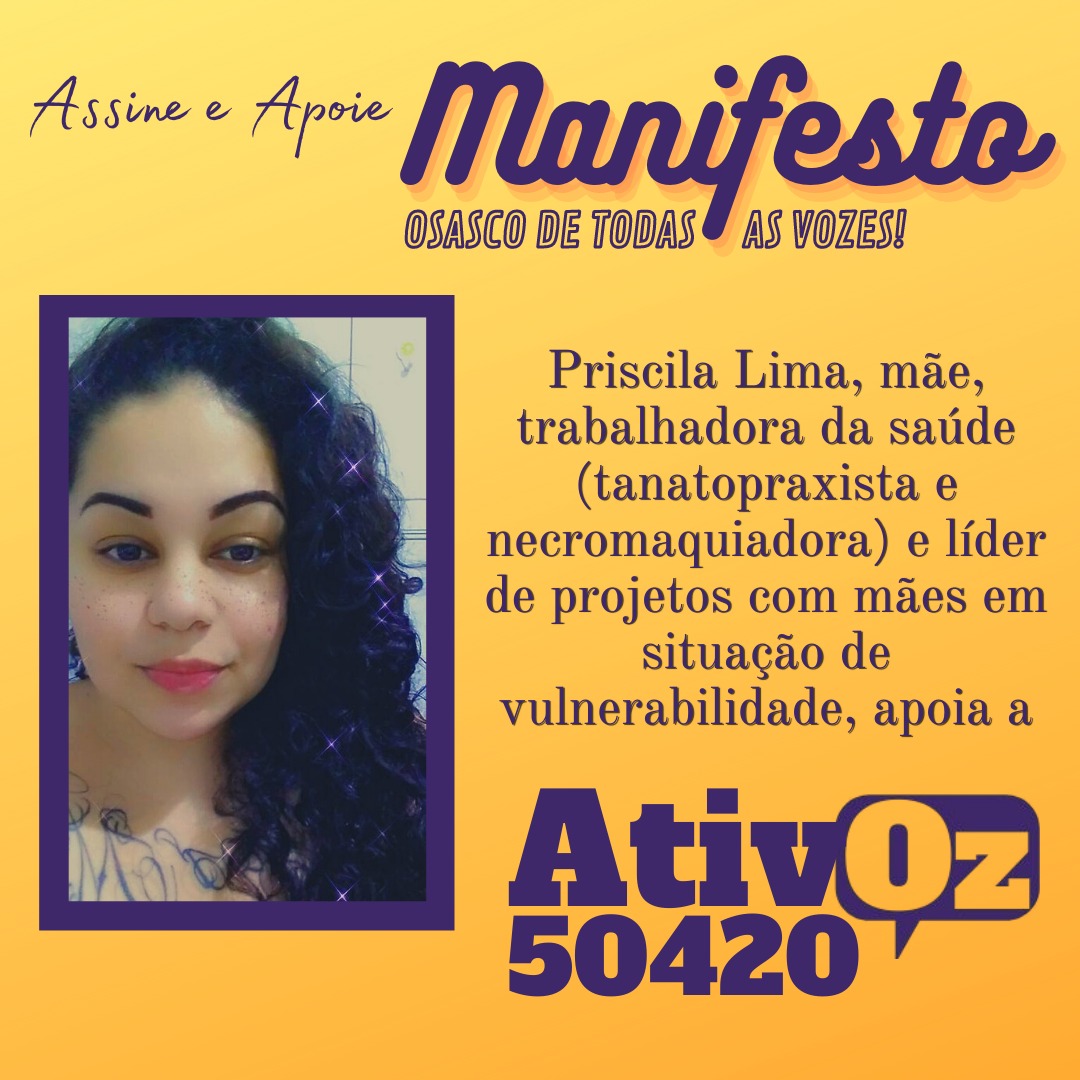 Assine e Apoie Manifesto
OSASCO DE TODAS AS VOZES!
Priscila Lima, mãe,
trabalhadora da saúde
(tanatopraxista e
necromaquiadora) e líder
de projetos com mães em
situação de
vulnerabilidade, apoia a
AtivOz
50420